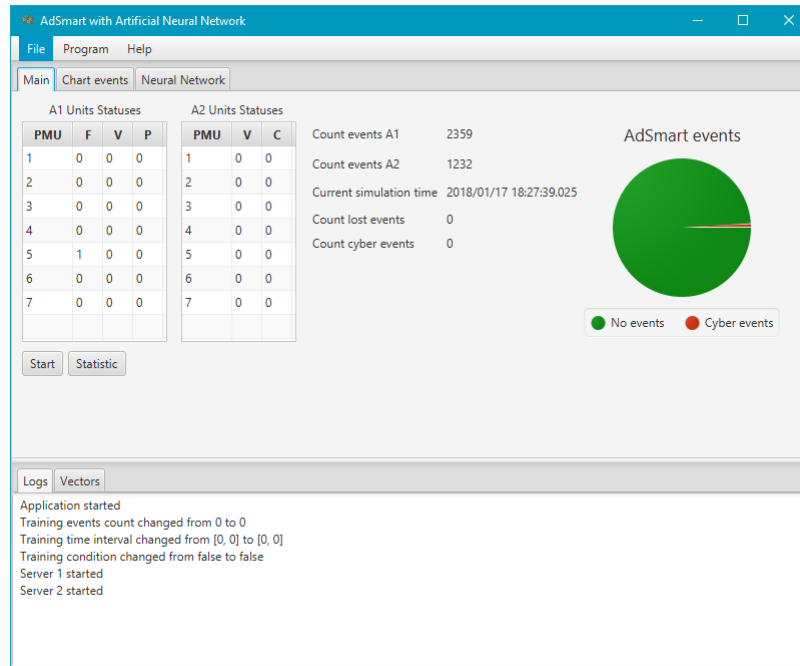 AdSmart with Artificial Neural Network
File Program Help
Main Chart events Neural Network
A1 Units Statuses
PMU F V P
1 0 0 0
2 0 0 0
3 0 0 0
4 0 0 0
5 1 0 0
6 0 0 0
7 0 0 0
A2 Units Statuses
PMU V C
1 0 0
2 0 0
3 0 0
4 0 0
5 0 0
6 0 0
7 0 0
Count events A1 2359
Count events A2 1232
Current simulation time 2018/01/17 18:27:39.025
Count lost events 0
Count cyber events 0
AdSmart events
No events Cyber events
Start Statistic
Logs Vectors
Application started
Training events count changed from 0 to 0
Training time interval changed from [0, 0] to [0, 0]
Training condition changed from false to false
Server 1 started
Server 2 started